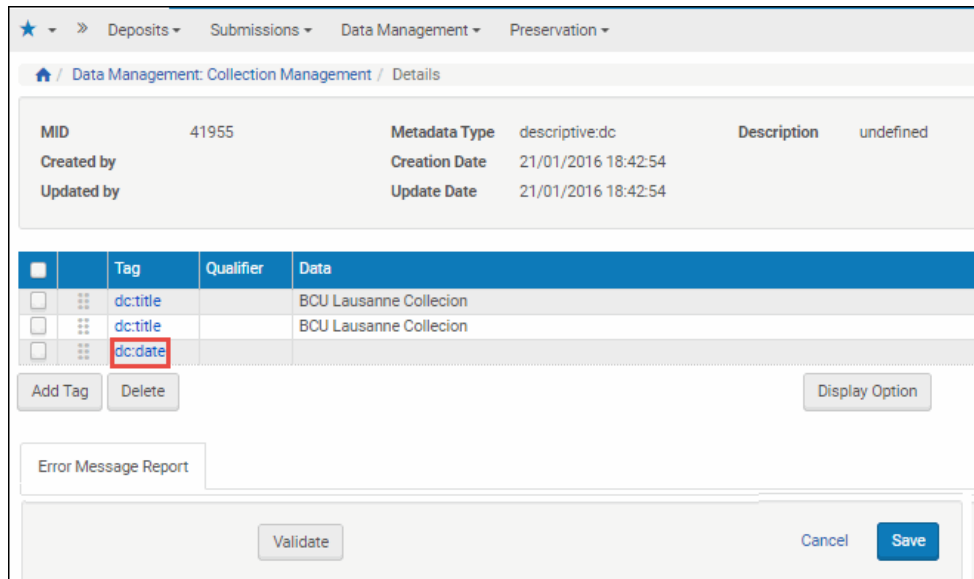 Deposits Submissions Data Management Preservation
/ Data Management: Collection Management / Details
MID 41955 Metadata Type descriptive:dc Description undefined
Created by Creation Date 21/01/2016 18:42:54
Updated by Update Date 21/01/2016 18:42:54
Tag Qualifier Data
dc:title BCU Lausanne Collecion
dc:title BCU Lausanne Collecion
dc:date
Add Tag Delete Display Option
Error Message Report
Validate Cancel Save